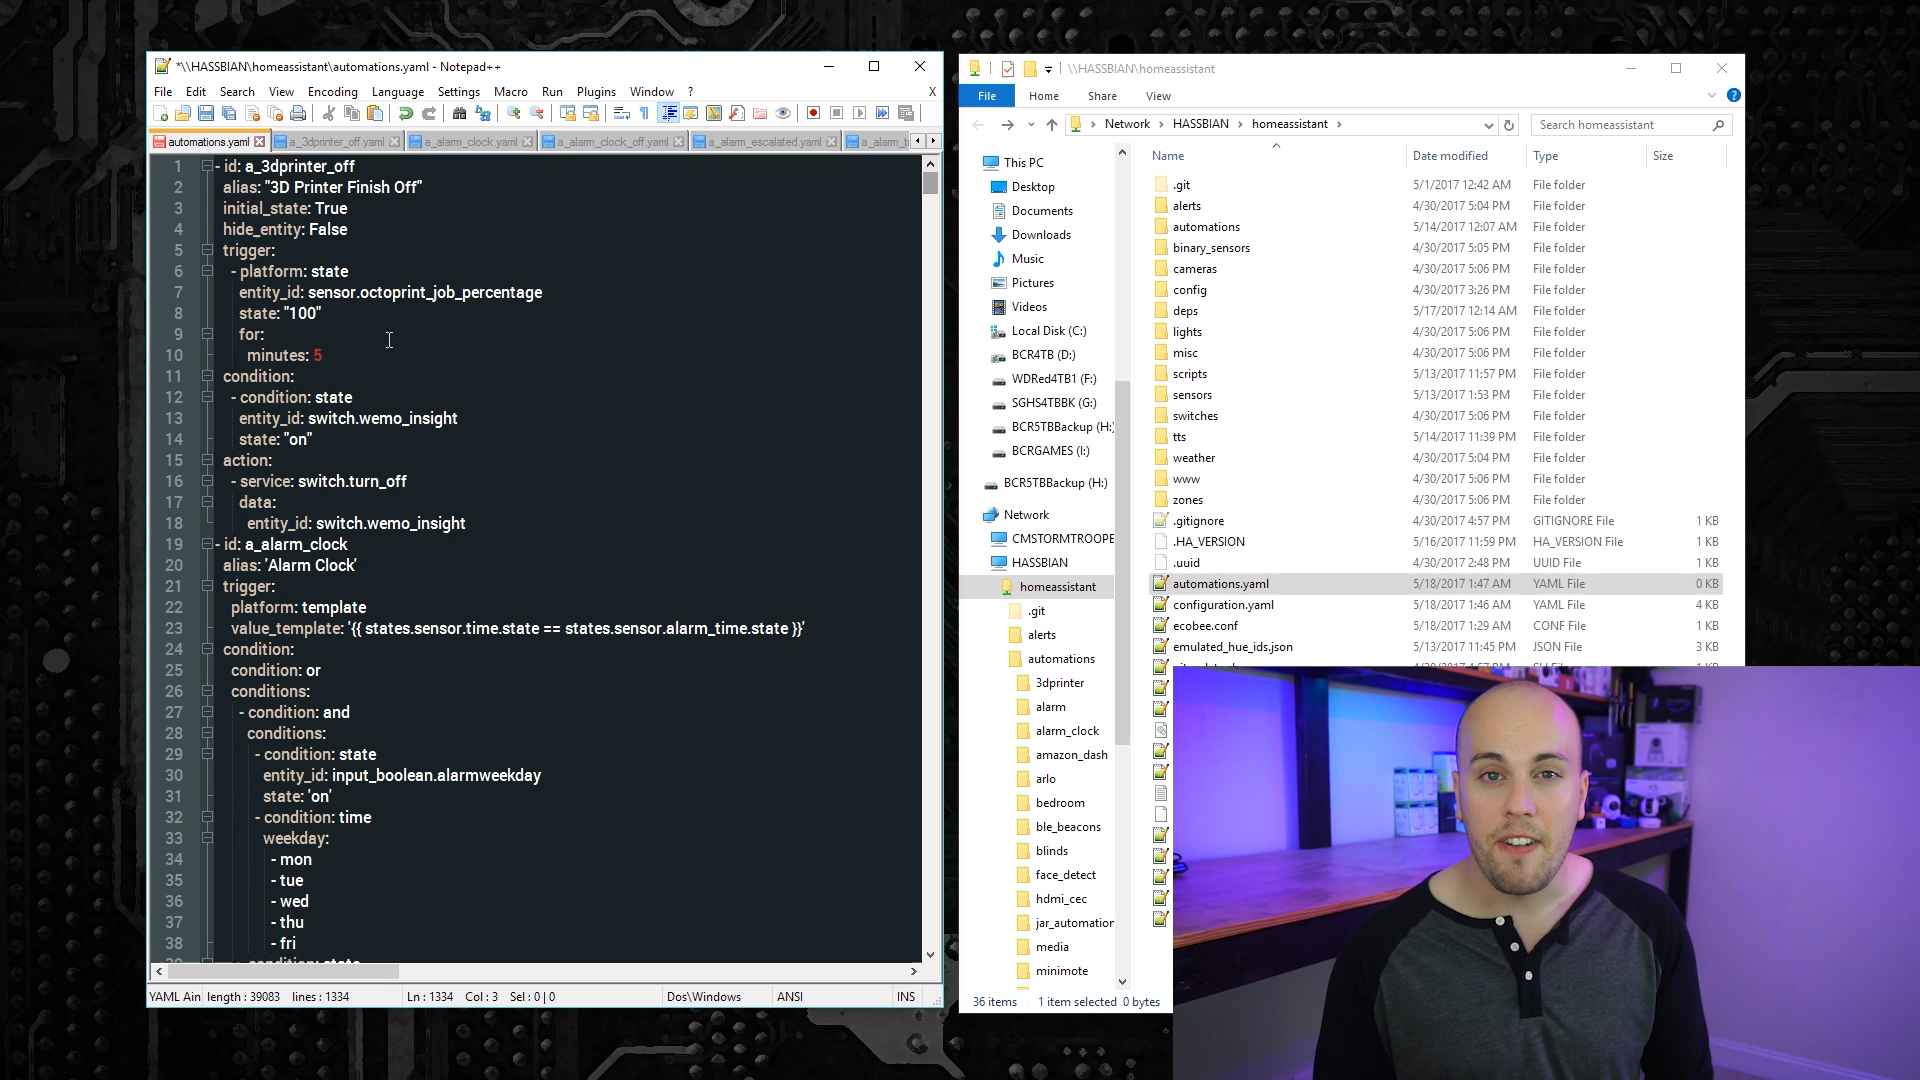 *\\HASSBIAN\homeassistant\automations.yaml - Notepad++
File Edit Search View Encoding Language Settings Macro Run Plugins Window ? X
automations.yaml a_3dprinter_off.yaml a_alarm_clock.yaml a_alarm_clock_off.yaml a_alarm_escalated.yaml
1 - id: a_3dprinter_off
2 alias: "3D Printer Finish Off"
3 initial_state: True
4 hide_entity: False
5 trigger:
6 - platform: state
7 entity_id: sensor.octoprint_job_percentage
8 state: "100"
9 for:
10 minutes: 5
11 condition:
12 - condition: state
13 entity_id: switch.wemo_insight
14 state: "on"
15 action:
16 - service: switch.turn_off
17 data:
18 entity_id: switch.wemo_insight
19 - id: a_alarm_clock
20 alias: 'Alarm Clock'
21 trigger:
22 platform: template
23 value_template: '{{ states.sensor.time.state == states.sensor.alarm_time.state }}'
24 condition:
25 condition: or
26 conditions:
27 - condition: and
28 conditions:
29 - condition: state
30 entity_id: input_boolean.alarmweekday
31 state: 'on'
32 - condition: time
33 weekday:
34 - mon
35 - tue
36 - wed
37 - thu
38 - fri
YAML Ain length : 39083 lines : 1334 Ln : 1334 Col : 3 Sel : 0 | 0 Dos\Windows ANSI INS
\\HASSBIAN\homeassistant
File Home Share View
Network HASSBIAN homeassistant Search homeassistant
This PC
Desktop
Documents
Downloads
Music
Pictures
Videos
Local Disk (C:)
BCR4TB (D:)
WDRed4TB1 (F:)
SGHS4TBBK (G:)
BCR5TBBackup (H:)
BCRGAMES (I:)
BCR5TBBackup (H:)
Network
CMSTORMTROOPE
HASSBIAN
homeassistant
.git
alerts
automations
3dprinter
alarm
alarm_clock
amazon_dash
arlo
bedroom
ble_beacons
blinds
face_detect
hdmi_cec
jar_automation
media
minimote
Name Date modified Type Size
.git 5/1/2017 12:42 AM File folder
alerts 4/30/2017 5:04 PM File folder
automations 5/14/2017 12:07 AM File folder
binary_sensors 4/30/2017 5:05 PM File folder
cameras 4/30/2017 5:06 PM File folder
config 4/30/2017 3:26 PM File folder
deps 5/17/2017 12:14 AM File folder
lights 4/30/2017 5:06 PM File folder
misc 4/30/2017 5:06 PM File folder
scripts 5/13/2017 11:57 PM File folder
sensors 5/13/2017 1:53 PM File folder
switches 4/30/2017 5:06 PM File folder
tts 5/14/2017 11:39 PM File folder
weather 4/30/2017 5:04 PM File folder
www 4/30/2017 5:06 PM File folder
zones 4/30/2017 5:06 PM File folder
.gitignore 4/30/2017 4:57 PM GITIGNORE File 1 KB
.HA_VERSION 5/16/2017 11:59 PM HA_VERSION File 1 KB
.uuid 4/30/2017 2:48 PM UUID File 1 KB
automations.yaml 5/18/2017 1:47 AM YAML File 0 KB
configuration.yaml 5/18/2017 1:46 AM YAML File 4 KB
ecobee.conf 5/18/2017 1:29 AM CONF File 1 KB
emulated_hue_ids.json 5/13/2017 11:45 PM JSON File 3 KB
36 items 1 item selected 0 bytes